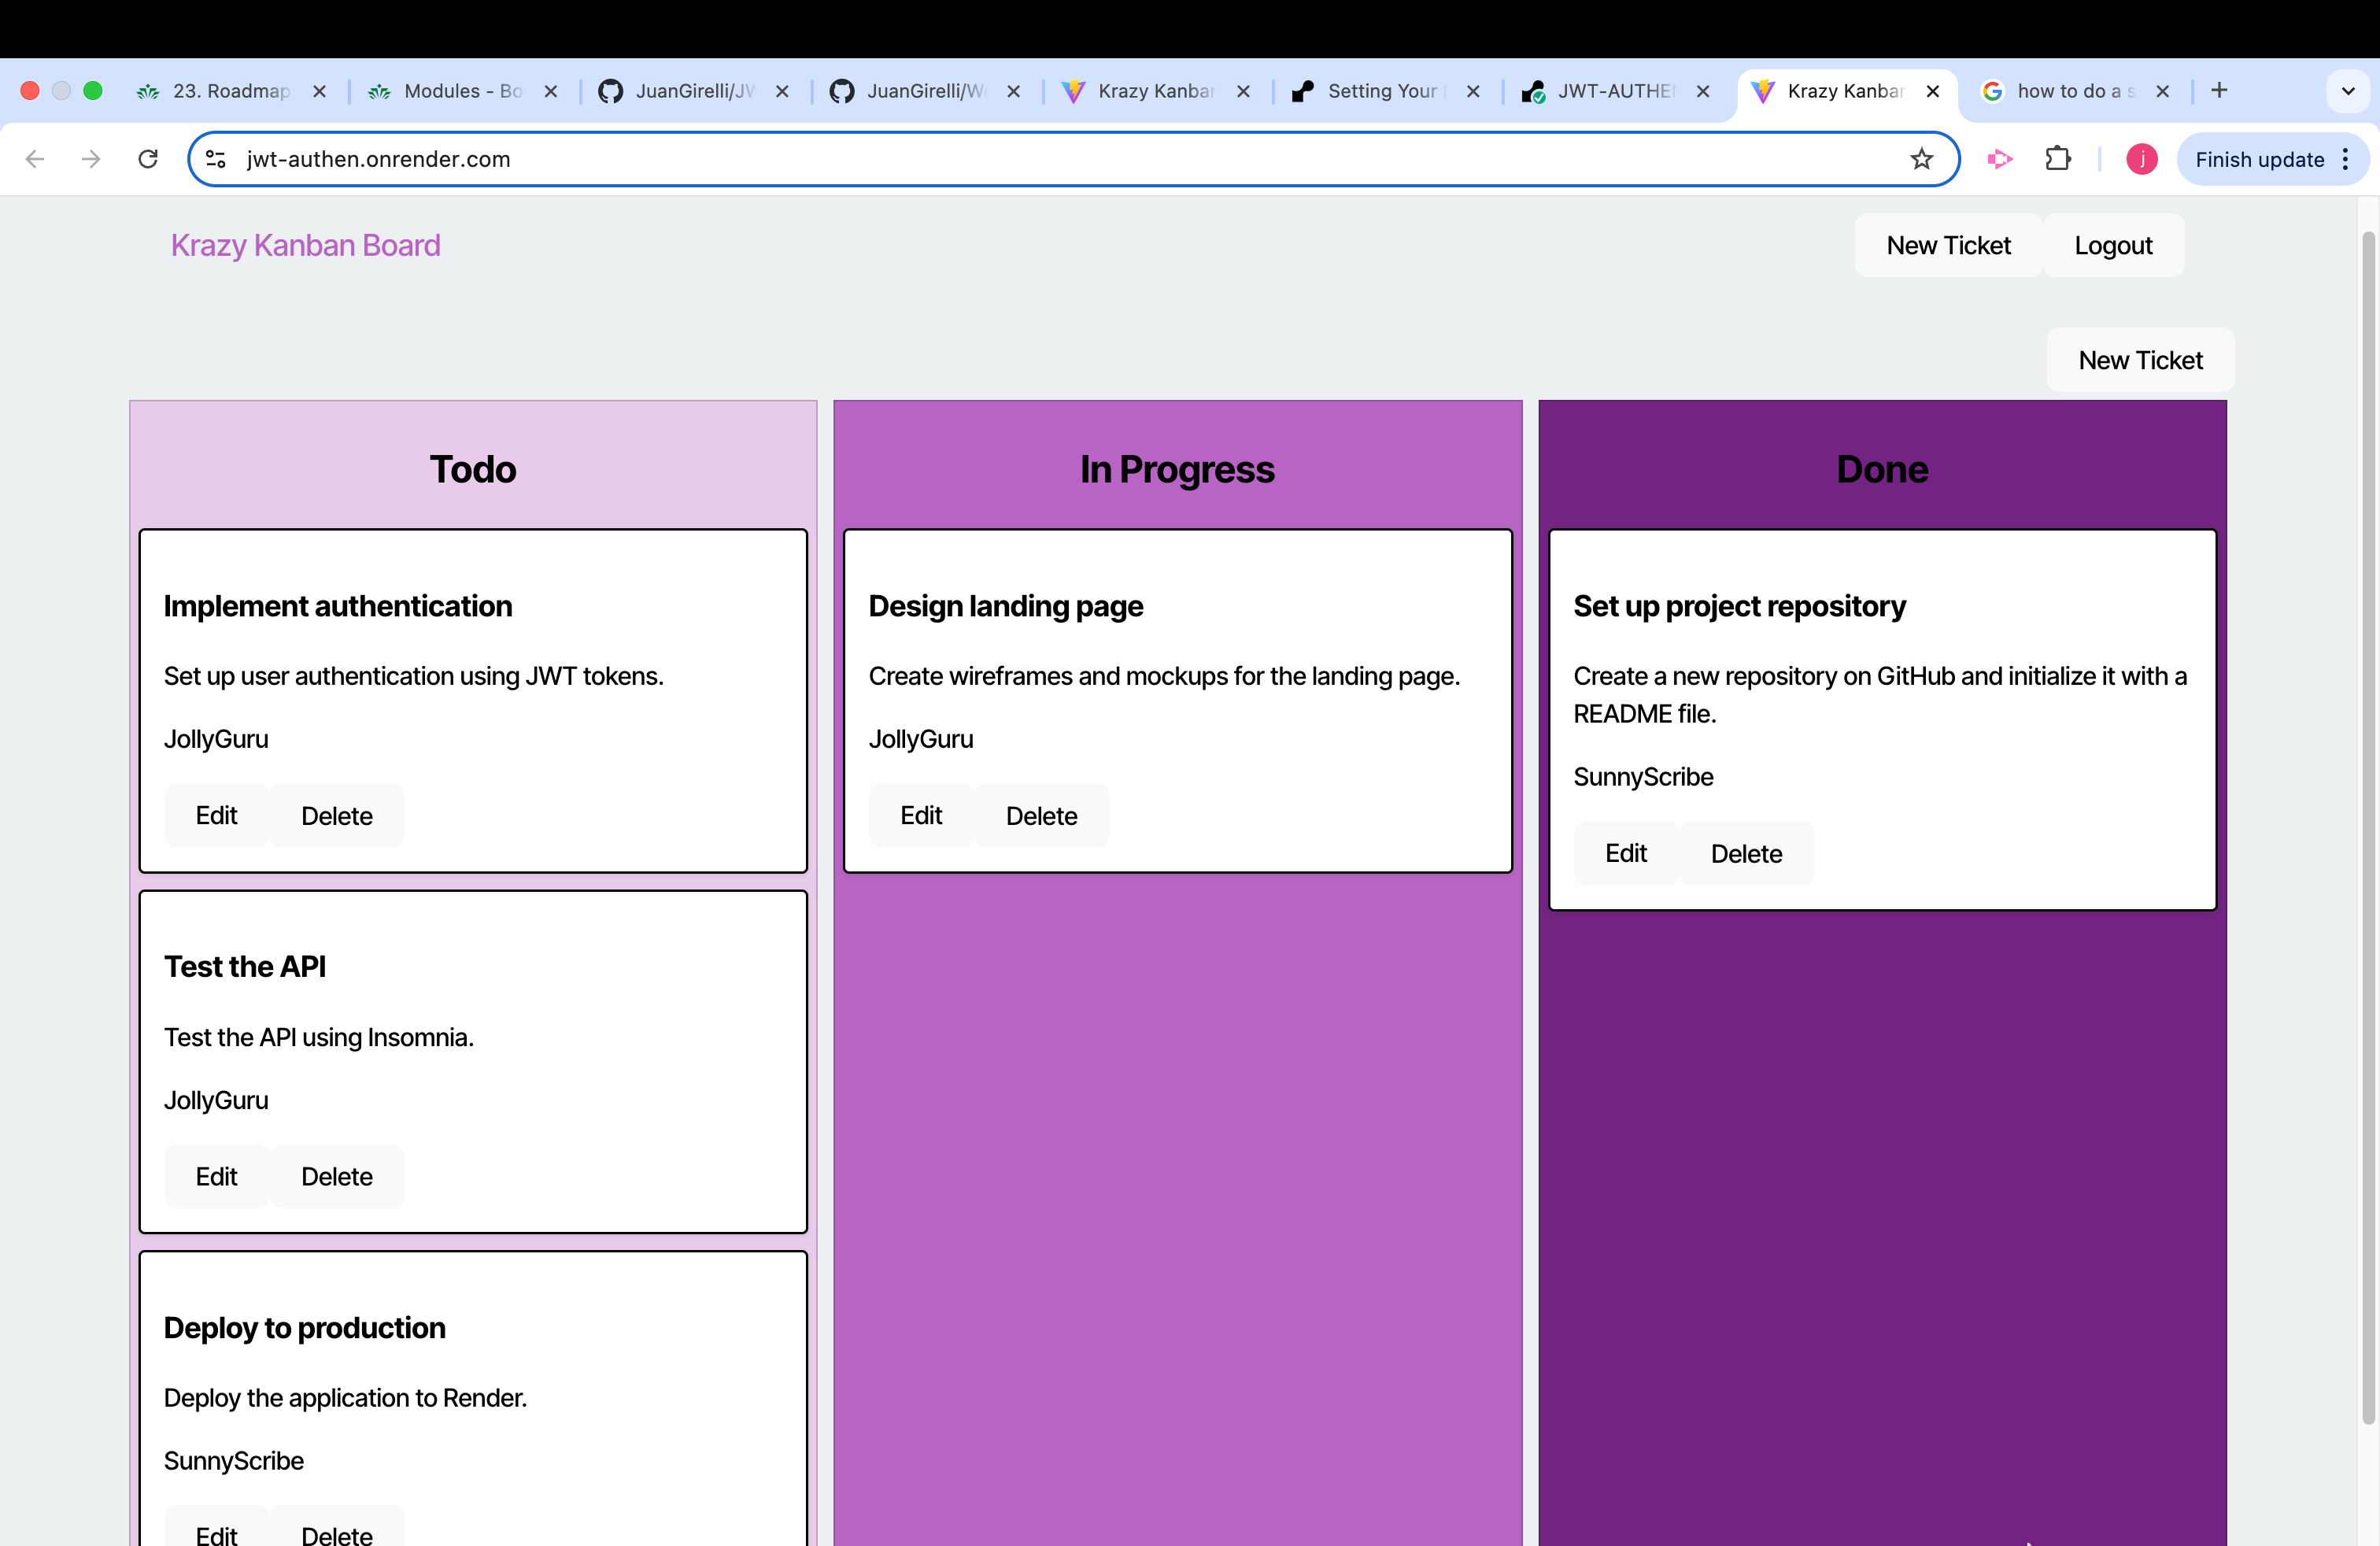 23. Roadmap
Modules - Bo
JuanGirelli/JW
JuanGirelli/We
Krazy Kanban
Setting Your
JWT-AUTHEN
Krazy Kanban
how to do a s
jwt-authen.onrender.com
j
Finish update
Krazy Kanban Board
New Ticket
Logout
New Ticket
Todo
Implement authentication
Set up user authentication using JWT tokens.
JollyGuru
Edit
Delete
Test the API
Test the API using Insomnia.
JollyGuru
Edit
Delete
Deploy to production
Deploy the application to Render.
SunnyScribe
Edit
Delete
In Progress
Design landing page
Create wireframes and mockups for the landing page.
JollyGuru
Edit
Delete
Done
Set up project repository
Create a new repository on GitHub and initialize it with a
README file.
SunnyScribe
Edit
Delete